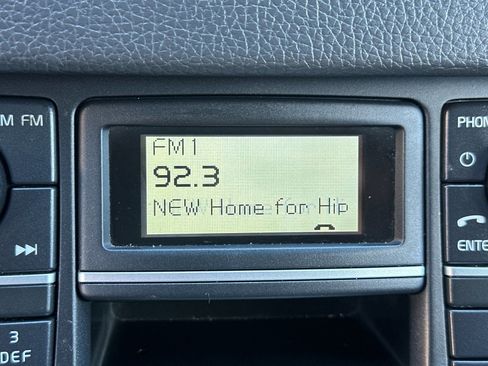 M FM
PHON
FM1
92.3
NEW Home for Hip
ENTE
3
DEF